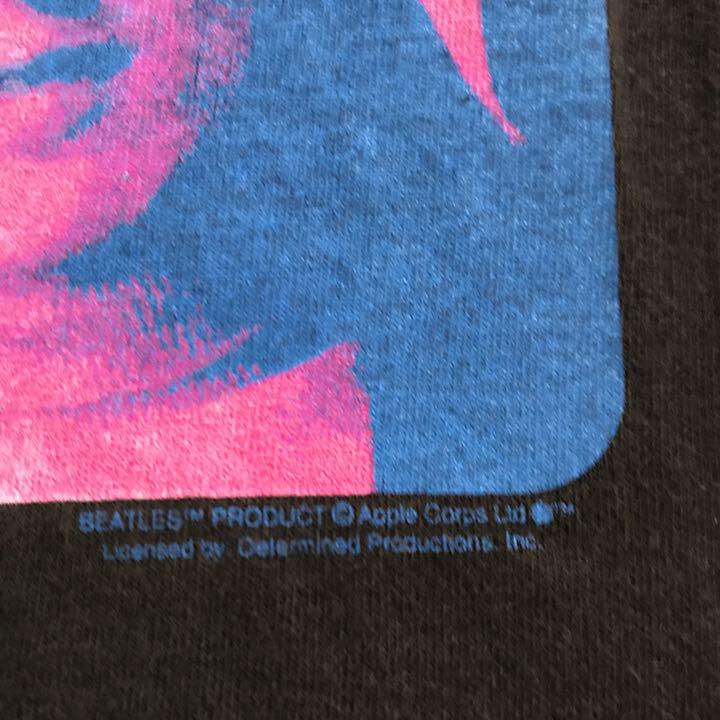 BEATLES™ PRODUCT © Apple Corps Ltd ™
Licensed by Determined Productions, Inc.